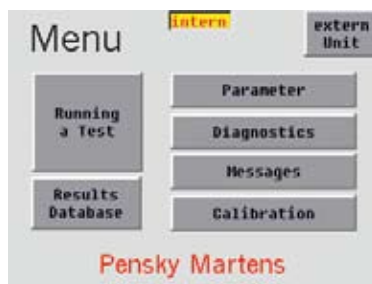 Menu
intern
extern
Unit
Running
a Test
Parameter
Diagnostics
Messages
Results
Database
Calibration
Pensky Martens